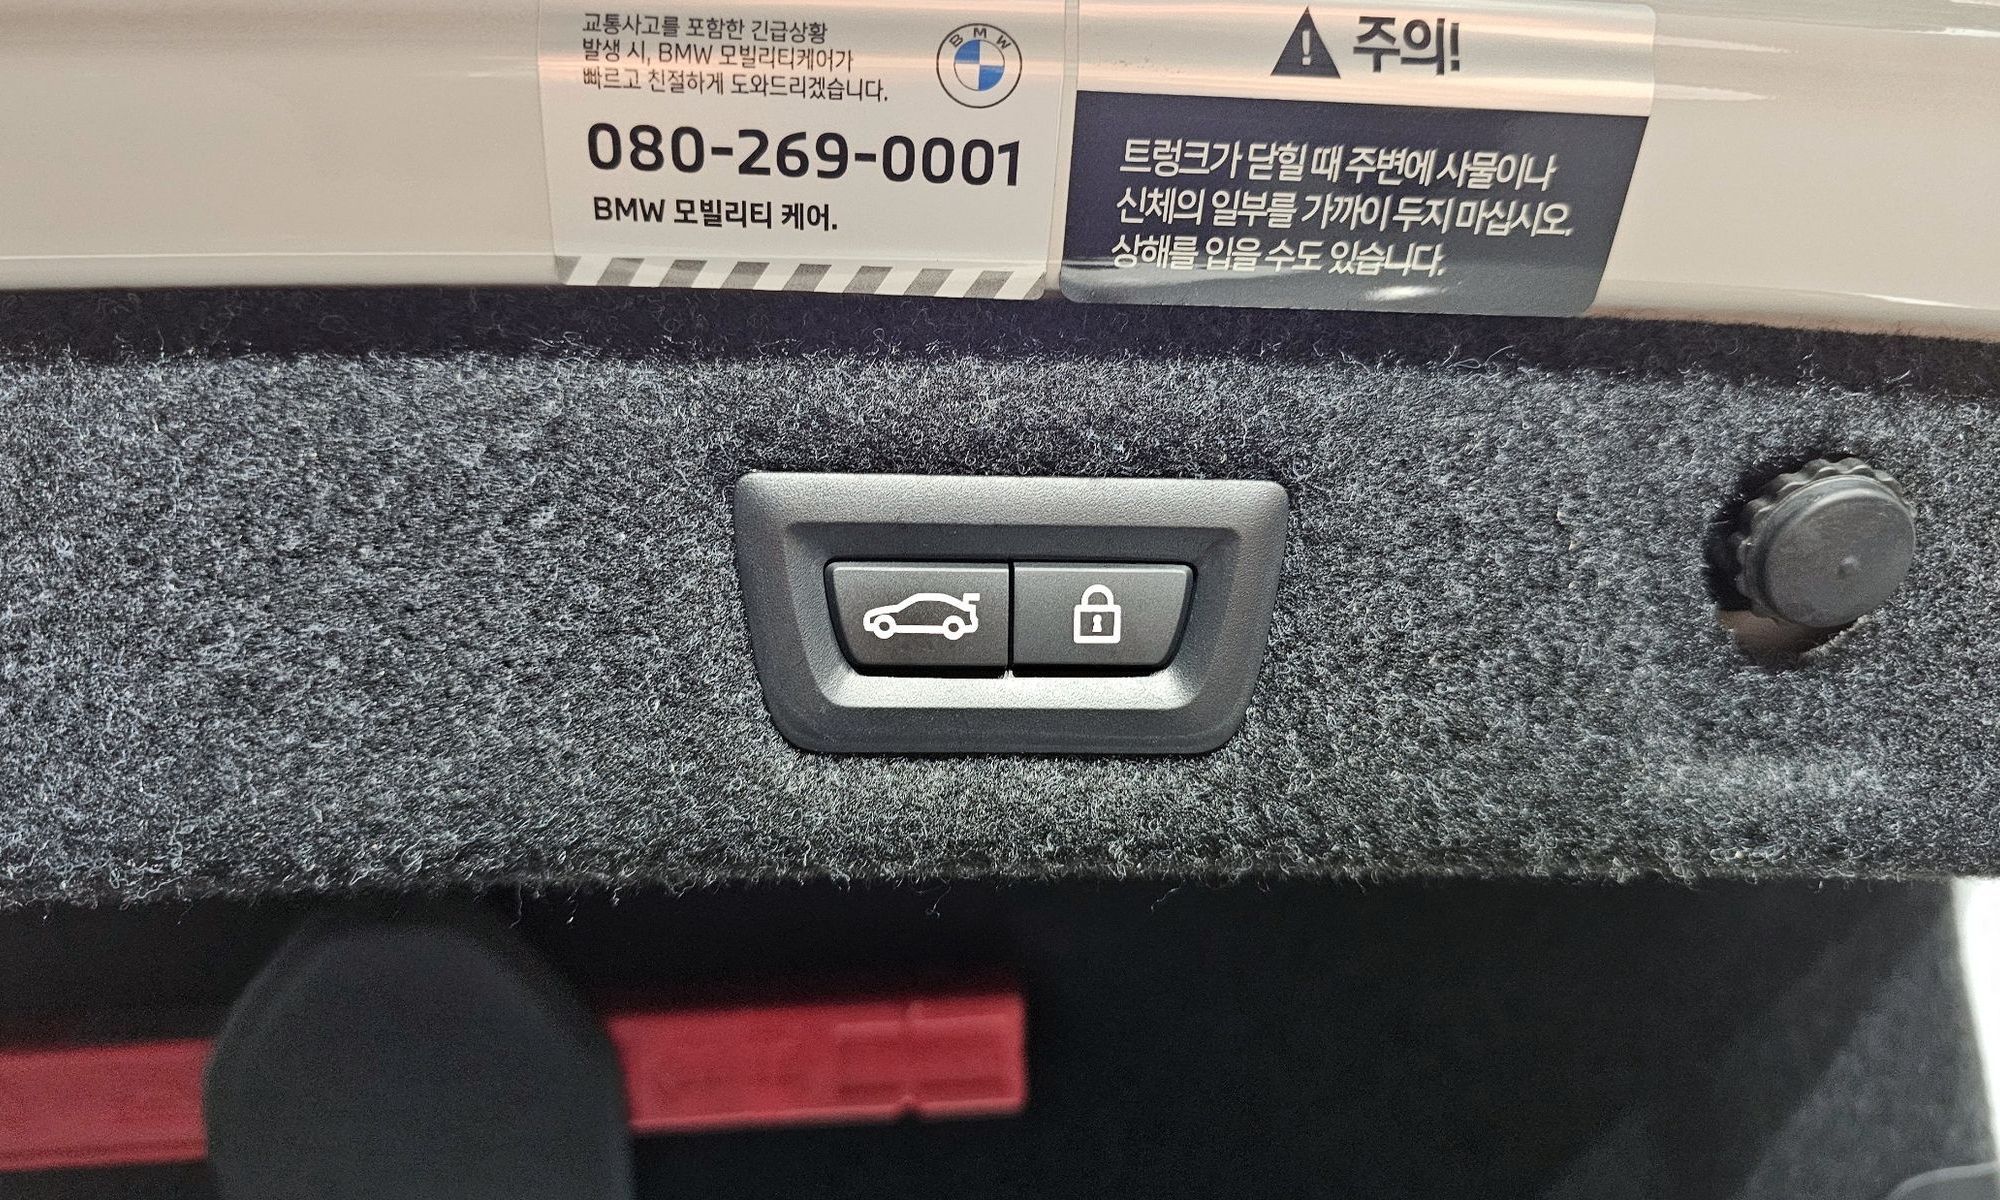 교통사고를 포함한 긴급상황
발생 시, BMW 모빌리티케어가
빠르고 친절하게 도와드리겠습니다.
BMW
080-269-0001
BMW 모빌리티 케어.
주의!
트렁크가 닫힐 때 주변에 사물이나
신체의 일부를 가까이 두지 마십시오.
상해를 입을 수도 있습니다.